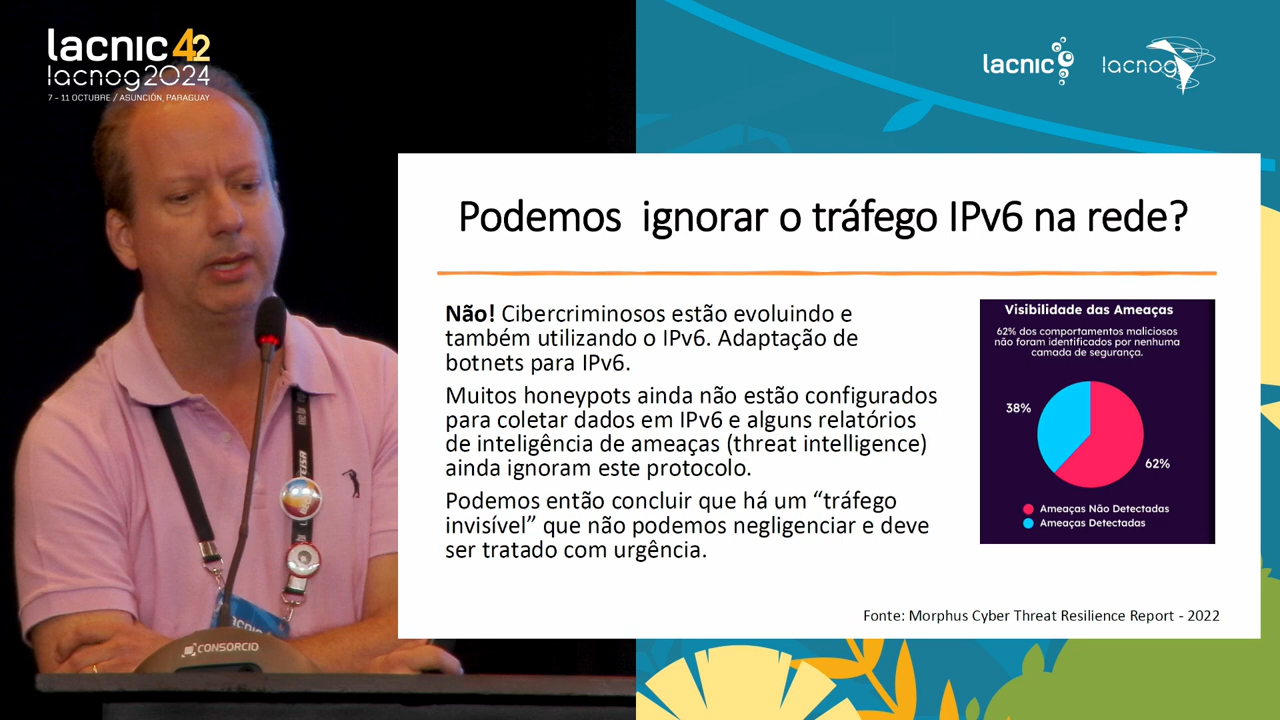 lacnic 42
lacnog2024
7 - 11 OCTUBRE / ASUNCIÓN, PARAGUAY
lacnic
lacnog
Podemos ignorar o tráfego IPv6 na rede?
Não! Cibercriminosos estão evoluindo e
também utilizando o IPv6. Adaptação de
botnets para IPv6.
Muitos honeypots ainda não estão configurados
para coletar dados em IPv6 e alguns relatórios
de inteligência de ameaças (threat intelligence)
ainda ignoram este protocolo.
Podemos então concluir que há um “tráfego
invisível” que não podemos negligenciar e deve
ser tratado com urgência.
Visibilidade das Ameaças
62% dos comportamentos maliciosos
não foram identificados por nenhuma
camada de segurança.
38%
62%
Ameaças Não Detectadas
Ameaças Detectadas
Fonte: Morphus Cyber Threat Resilience Report - 2022
lacnic
CONSORCIO